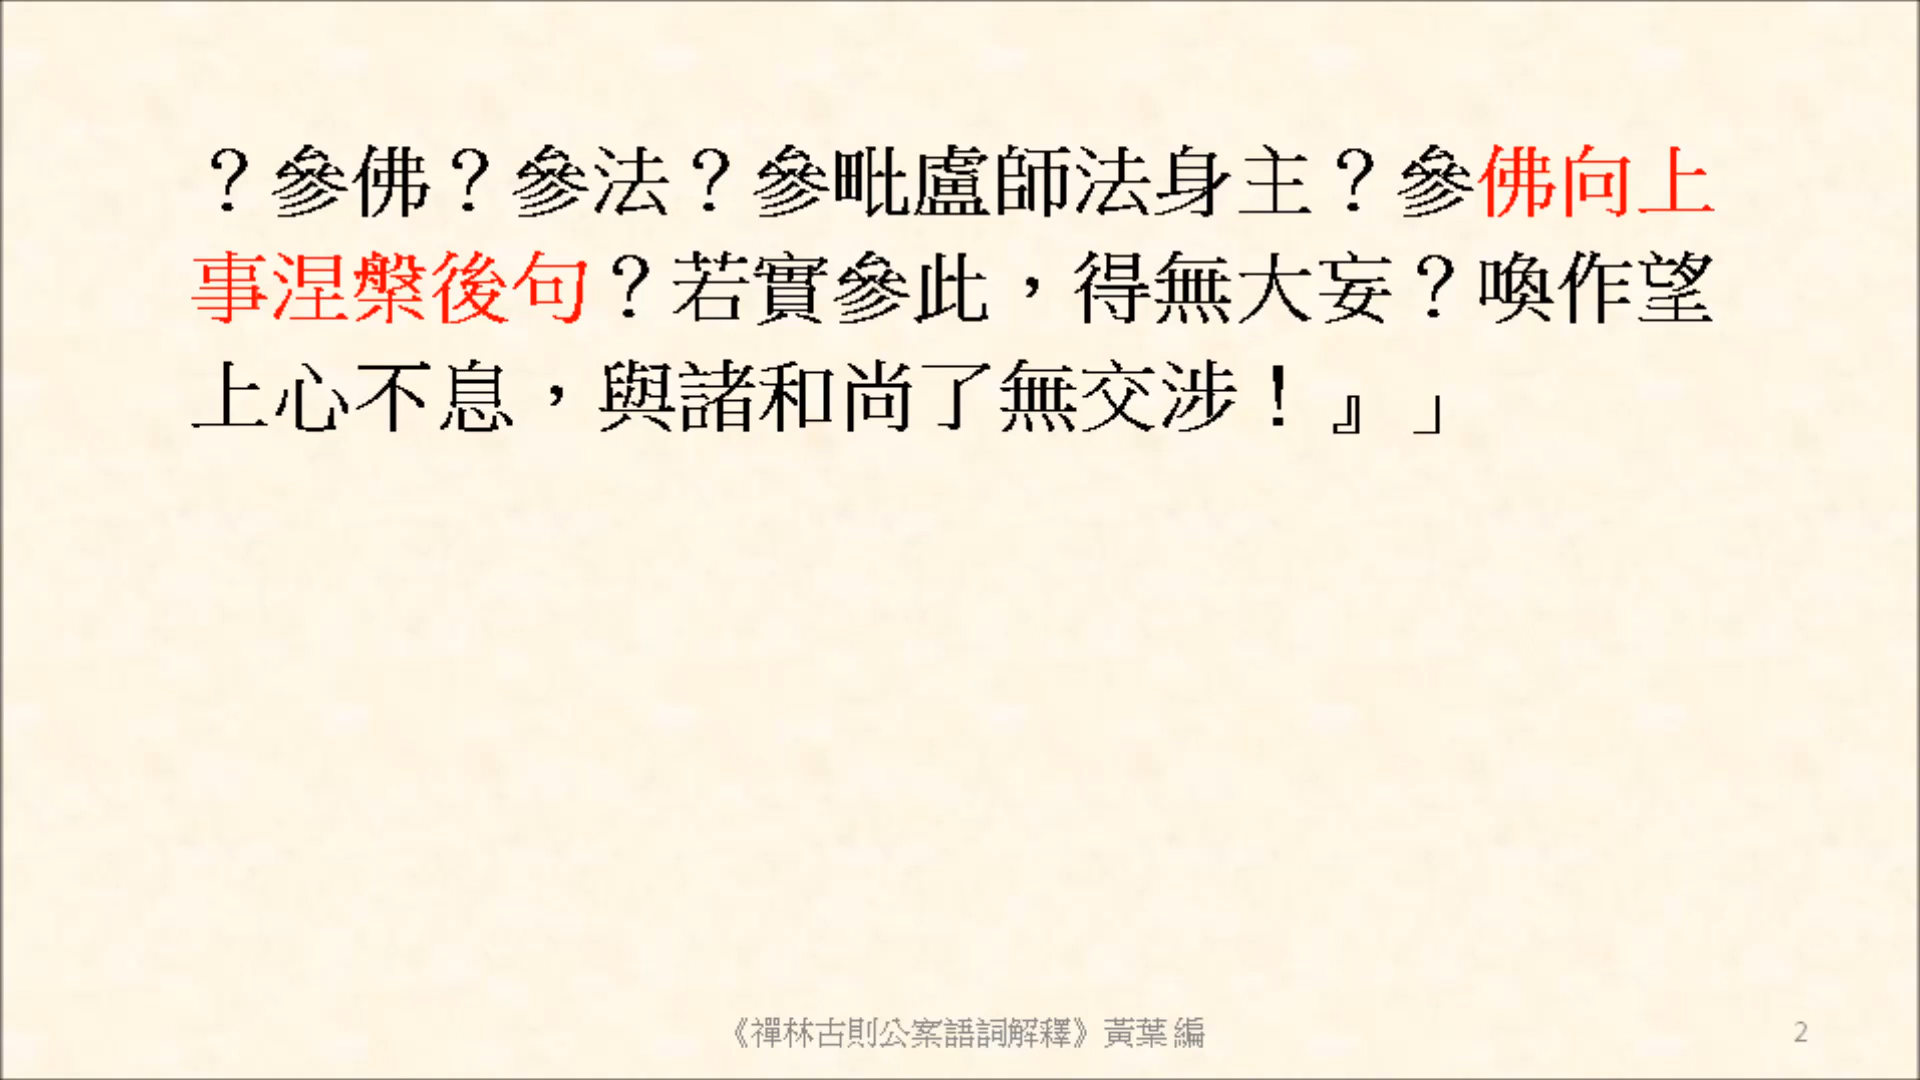 ？參佛？參法？參毗盧師法身主？參佛向上
事涅槃後句？若實參此，得無大妄？喚作望
上心不息，與諸和尚了無交涉！』」
《禪林古則公案語詞解釋》黃葉 編
2